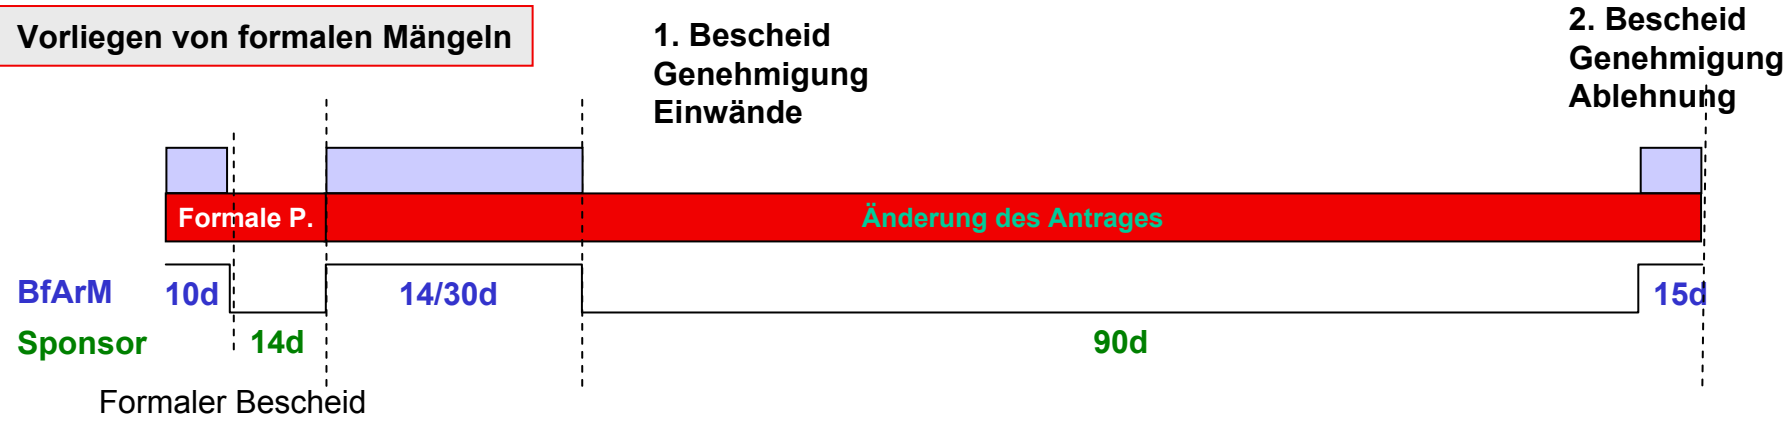 Vorliegen von formalen Mängeln
1. Bescheid
Genehmigung
Einwände
2. Bescheid
Genehmigung
Ablehnung
Formale P.
Änderung des Antrages
BfArM
10d
14/30d
15d
Sponsor
14d
90d
Formaler Bescheid